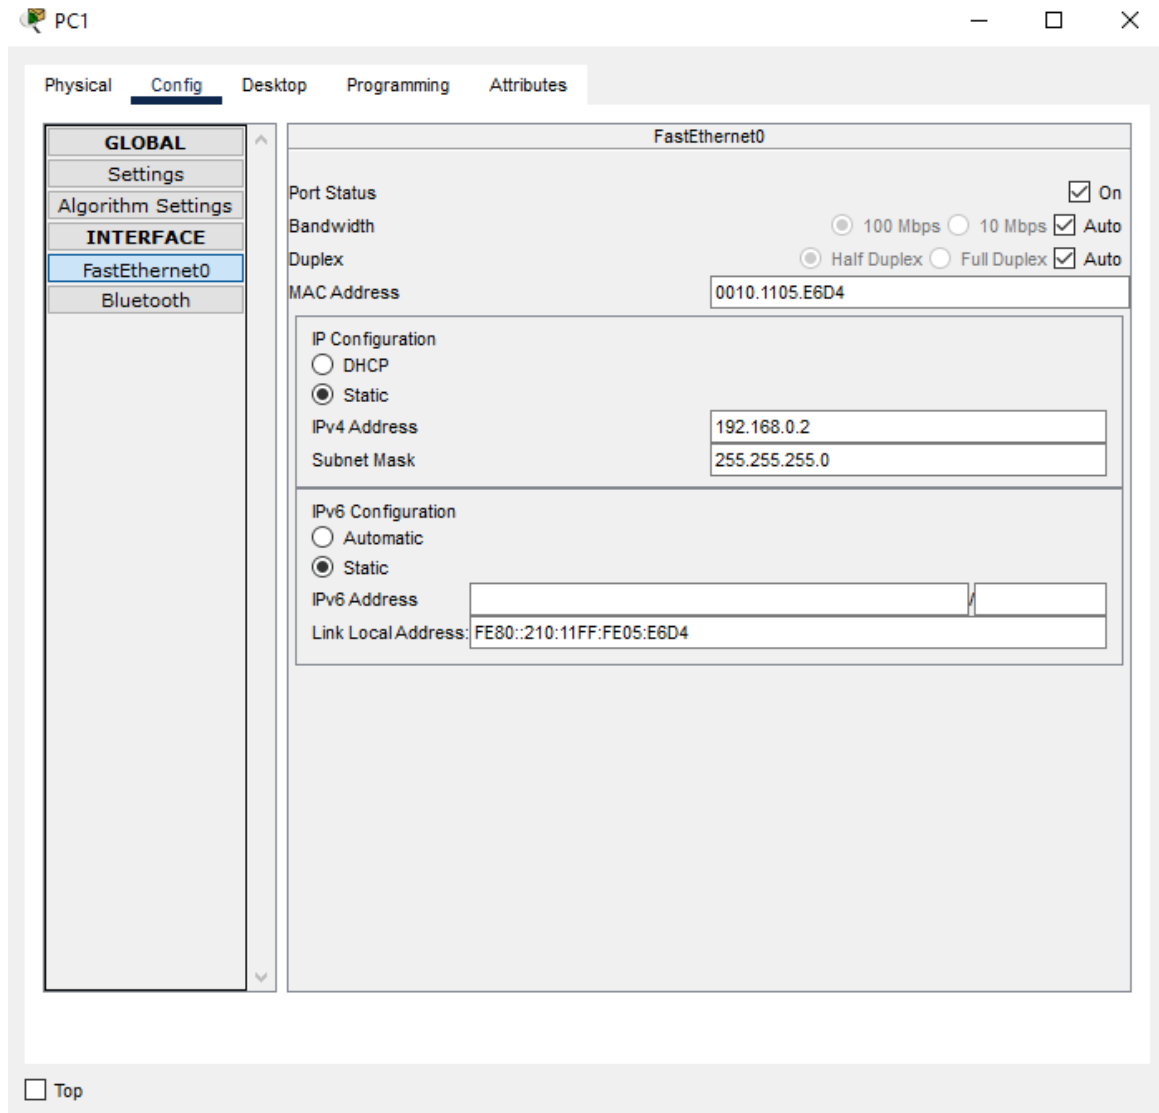 PC1
Physical Config Desktop Programming Attributes
GLOBAL
Settings
Algorithm Settings
INTERFACE
FastEthernet0
Bluetooth
FastEthernet0
Port Status On
Bandwidth 100 Mbps 10 Mbps Auto
Duplex Half Duplex Full Duplex Auto
MAC Address 0010.1105.E6D4
IP Configuration
DHCP
Static
IPv4 Address 192.168.0.2
Subnet Mask 255.255.255.0
IPv6 Configuration
Automatic
Static
IPv6 Address /
Link Local Address: FE80::210:11FF:FE05:E6D4
Top